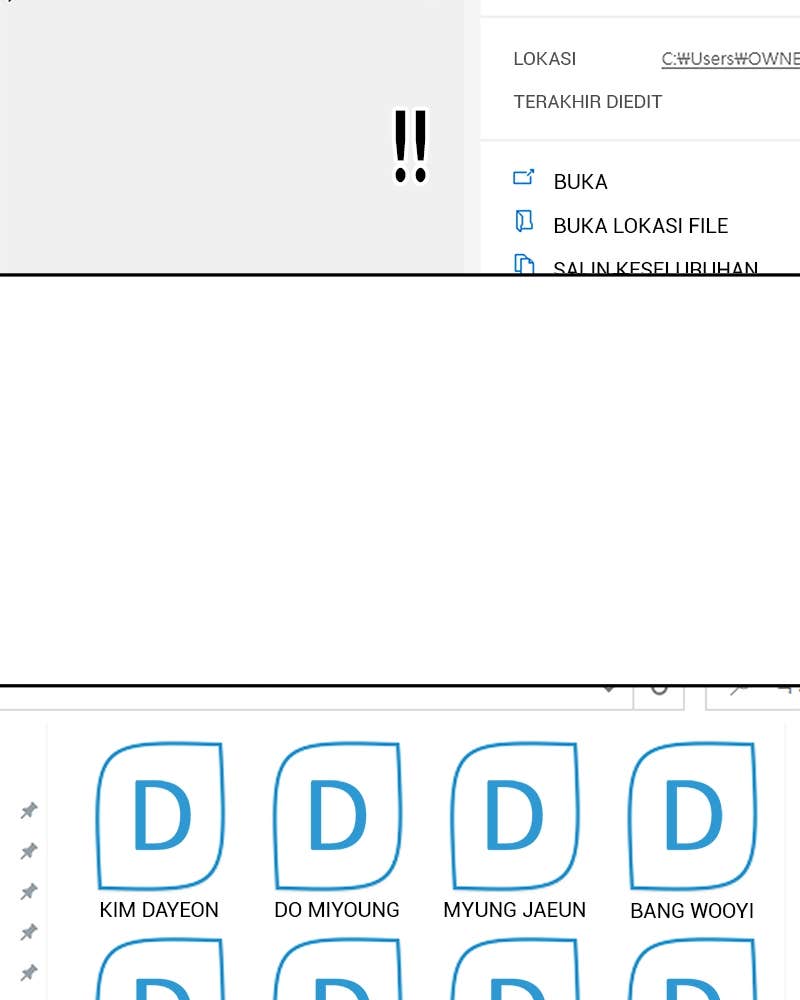 LOKASI C:₩Users₩OWNE
TERAKHIR DIEDIT
!!
BUKA
BUKA LOKASI FILE
SALIN KESELURUHAN
D D D D
KIM DAYEON DO MIYOUNG MYUNG JAEUN BANG WOOYI
D D D D